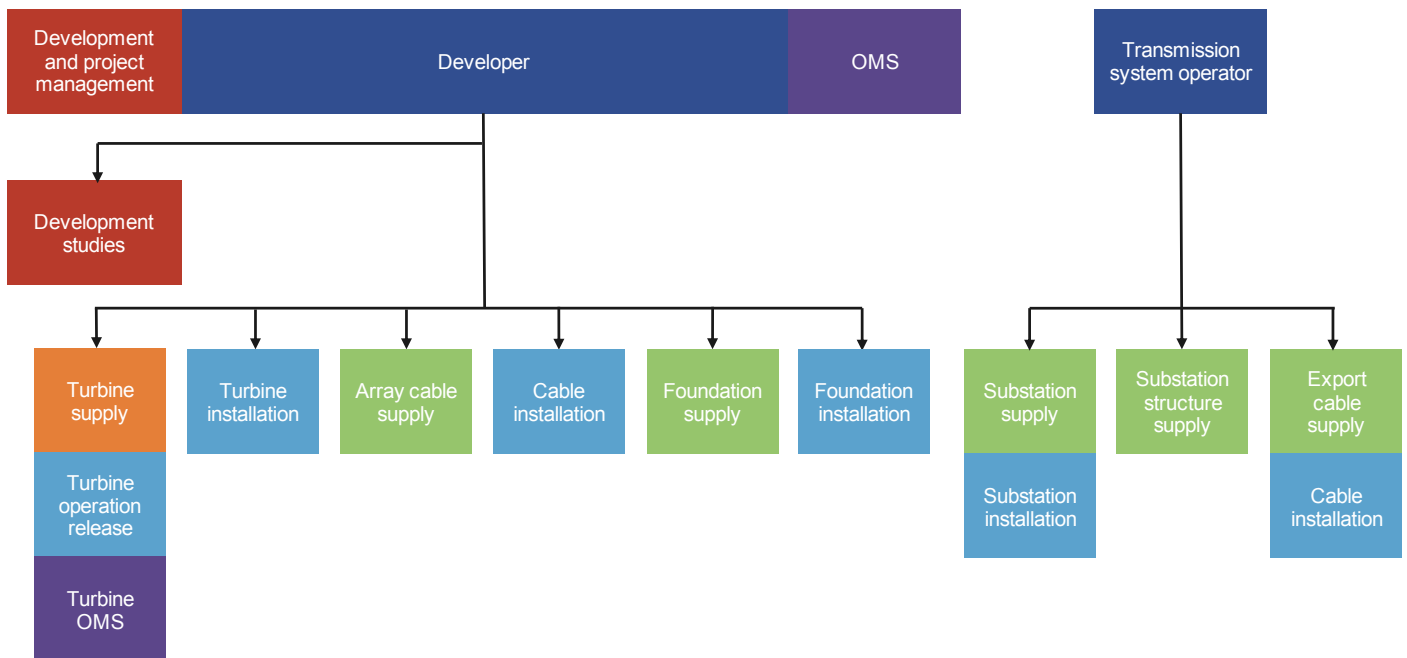 Development
and project
management
Developer
OMS
Transmission
system operator
Development
studies
Turbine
supply
Turbine
installation
Array cable
supply
Cable
installation
Foundation
supply
Foundation
installation
Substation
supply
Substation
structure
supply
Export
cable
supply
Turbine
operation
release
Substation
installation
Cable
installation
Turbine
OMS